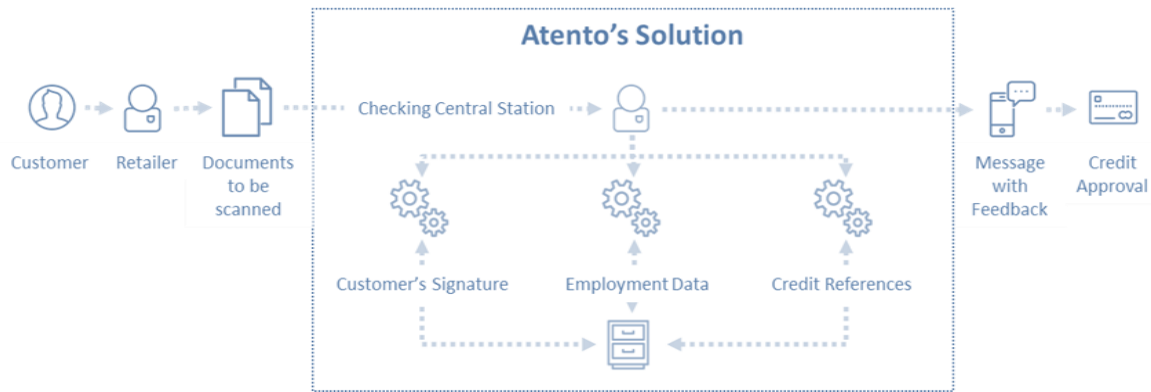 Atento's Solution
Checking Central Station
Customer
Retailer
Documents
to be
scanned
Message
with
Feedback
Credit
Approval
Customer's Signature
Employment Data
Credit References